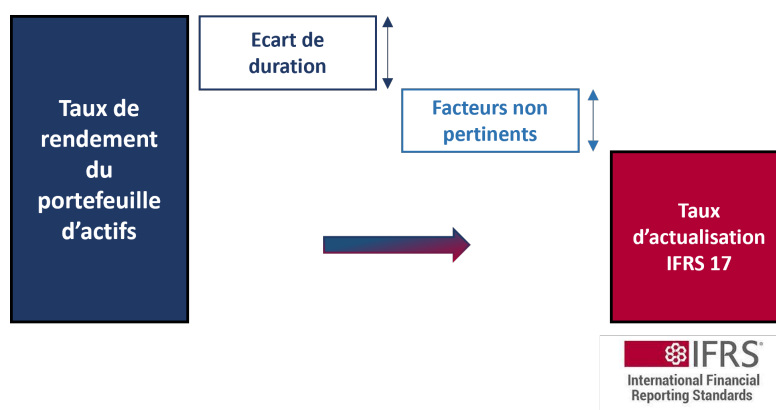 Taux de
rendement
du
portefeuille
d'actifs
Ecart de
duration
Facteurs non
pertinents
Taux
d'actualisation
IFRS 17
IFRS®
International Financial
Reporting Standards